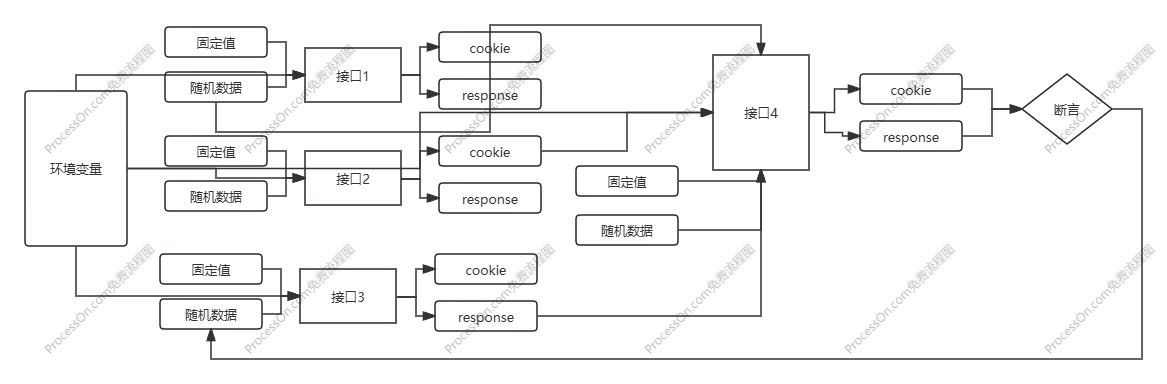 固定值
随机数据
接口1
cookie
response
环境变量
固定值
随机数据
接口2
cookie
response
固定值
随机数据
接口3
cookie
response
固定值
随机数据
接口4
cookie
response
断言
ProcessOn.com免费流程图
ProcessOn.com免费流程图
ProcessOn.com免费流程图
ProcessOn.com免费流程图
ProcessOn.com免费流程图
ProcessOn.com免费流程图
ProcessOn.com免费流程图
ProcessOn.com免费流程图
ProcessOn.com免费流程图
ProcessOn.com免费流程图
ProcessOn.com免费流程图
ProcessOn.com免费流程图